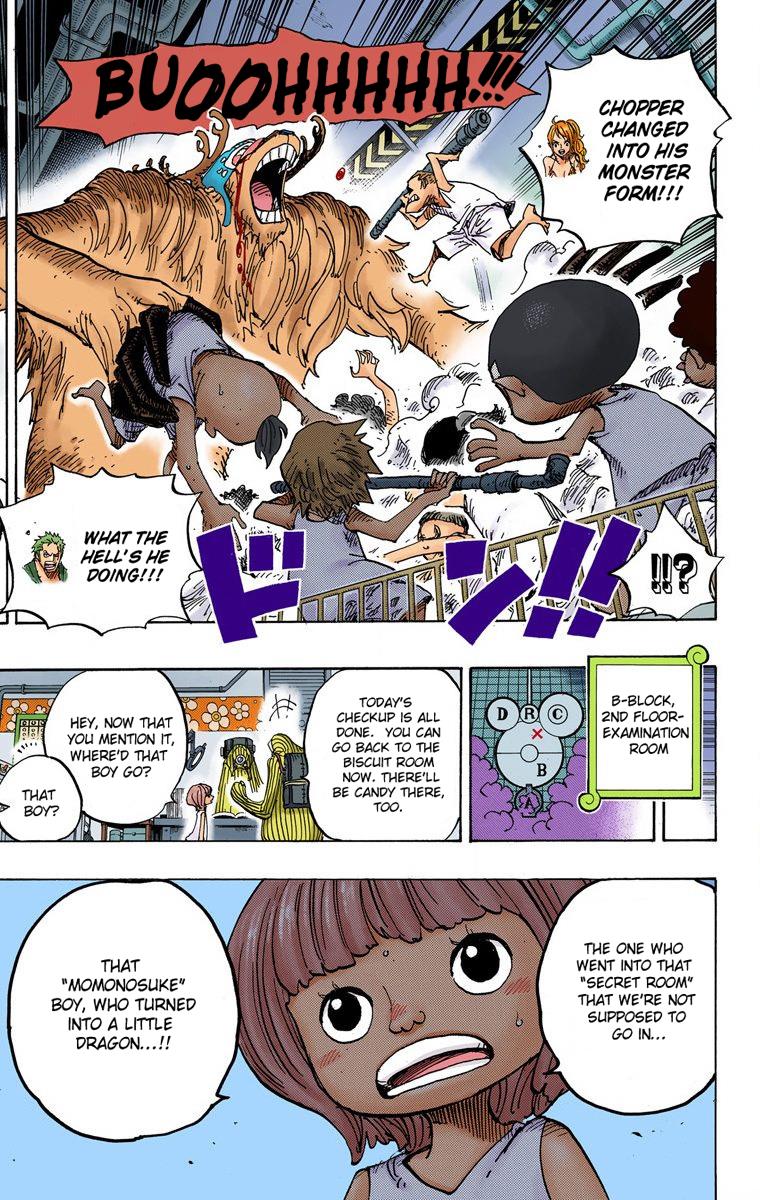 BUOOHHHHH!!!
CHOPPER
CHANGED
INTO HIS
MONSTER
FORM!!!
!!?
ドン!!
WHAT THE
HELL'S HE
DOING!!!
B-BLOCK,
2ND FLOOR-
EXAMINATION
ROOM
D R C
B
A
TODAY'S
CHECKUP IS ALL
DONE. YOU CAN
GO BACK TO THE
BISCUIT ROOM
NOW. THERE'LL
BE CANDY THERE,
TOO.
HEY, NOW THAT
YOU MENTION IT,
WHERE'D THAT
BOY GO?
THAT
BOY?
THE ONE WHO
WENT INTO THAT
"SECRET ROOM"
THAT WE'RE NOT
SUPPOSED TO
GO IN...
THAT
"MOMONOSUKE"
BOY, WHO TURNED
INTO A LITTLE
DRAGON...!!